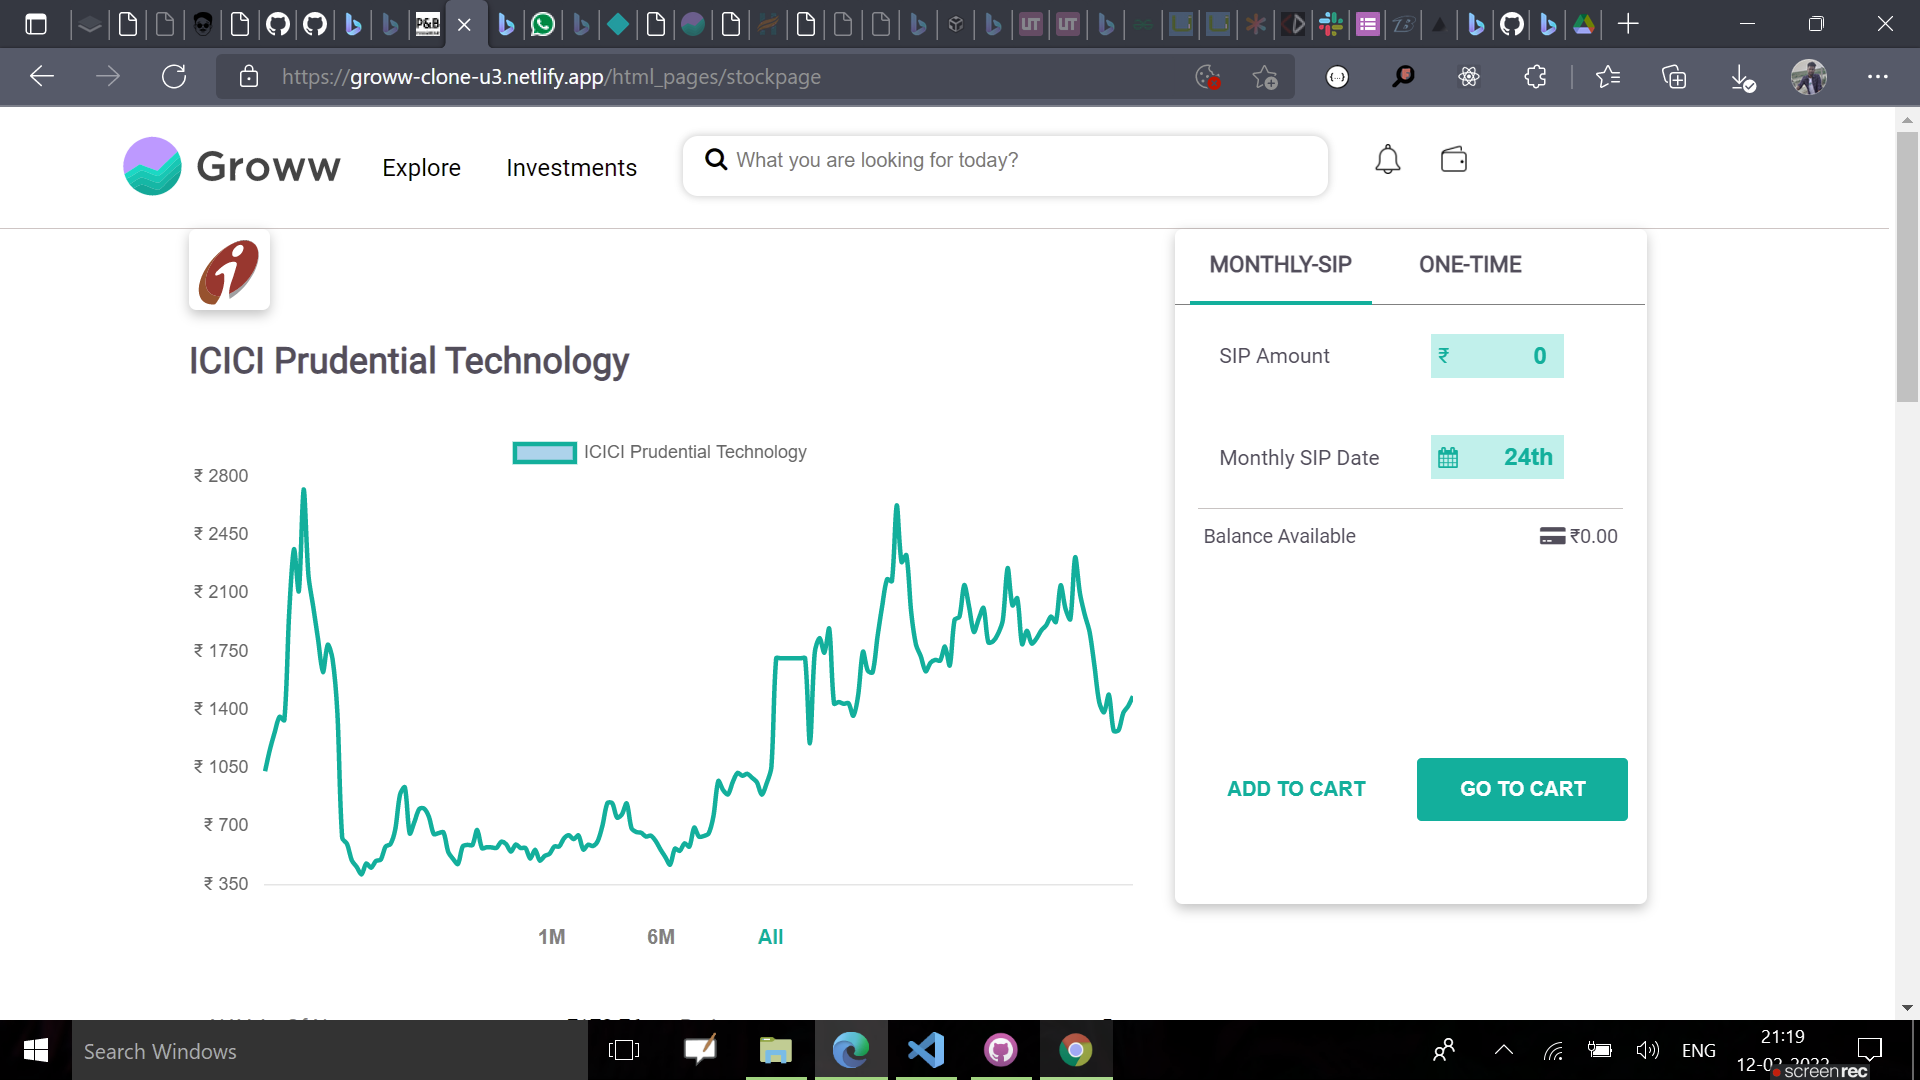 https://groww-clone-u3.netlify.app/html_pages/stockpage
Groww
Explore
Investments
What you are looking for today?
ICICI Prudential Technology
ICICI Prudential Technology
₹ 2800
₹ 2450
₹ 2100
₹ 1750
₹ 1400
₹ 1050
₹ 700
₹ 350
1M
6M
All
MONTHLY-SIP
ONE-TIME
SIP Amount
₹ 0
Monthly SIP Date
24th
Balance Available
₹0.00
ADD TO CART
GO TO CART
Search Windows
ENG
21:19
screenrec
P&B
UT
UT